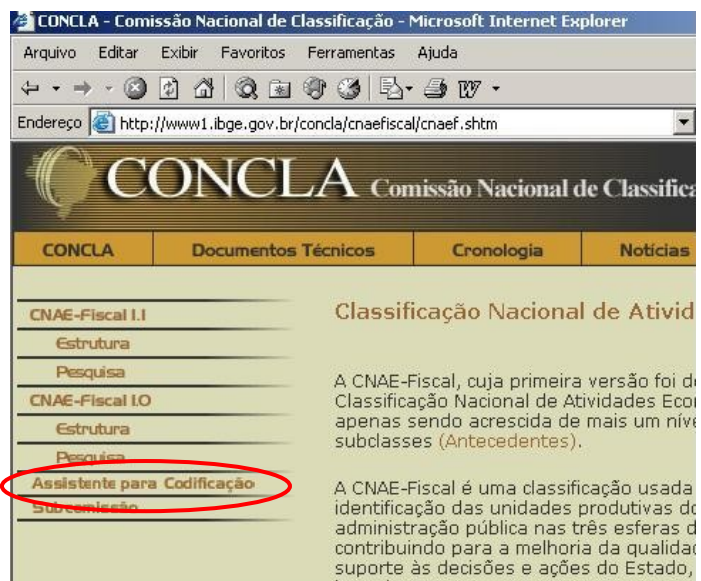 CONCLA - Comissão Nacional de Classificação - Microsoft Internet Explorer
Arquivo Editar Exibir Favoritos Ferramentas Ajuda
Endereço http://www1.ibge.gov.br/concla/cnaefiscal/cnaef.shtm
CONCLA Comissão Nacional de Classifica
CONCLA Documentos Técnicos Cronologia Notícias
CNAE-Fiscal 1.1
Estrutura
Pesquisa
CNAE-Fiscal 1.0
Estrutura
Pesquisa
Assistente para Codificação
Subcomissão
Classificação Nacional de Ativid
A CNAE-Fiscal, cuja primeira versão foi de
Classificação Nacional de Atividades Econ
apenas sendo acrescida de mais um níve
subclasses (Antecedentes).
A CNAE-Fiscal é uma classificação usada
identificação das unidades produtivas do
administração pública nas três esferas d
contribuindo para a melhoria da qualidad
suporte às decisões e ações do Estado,